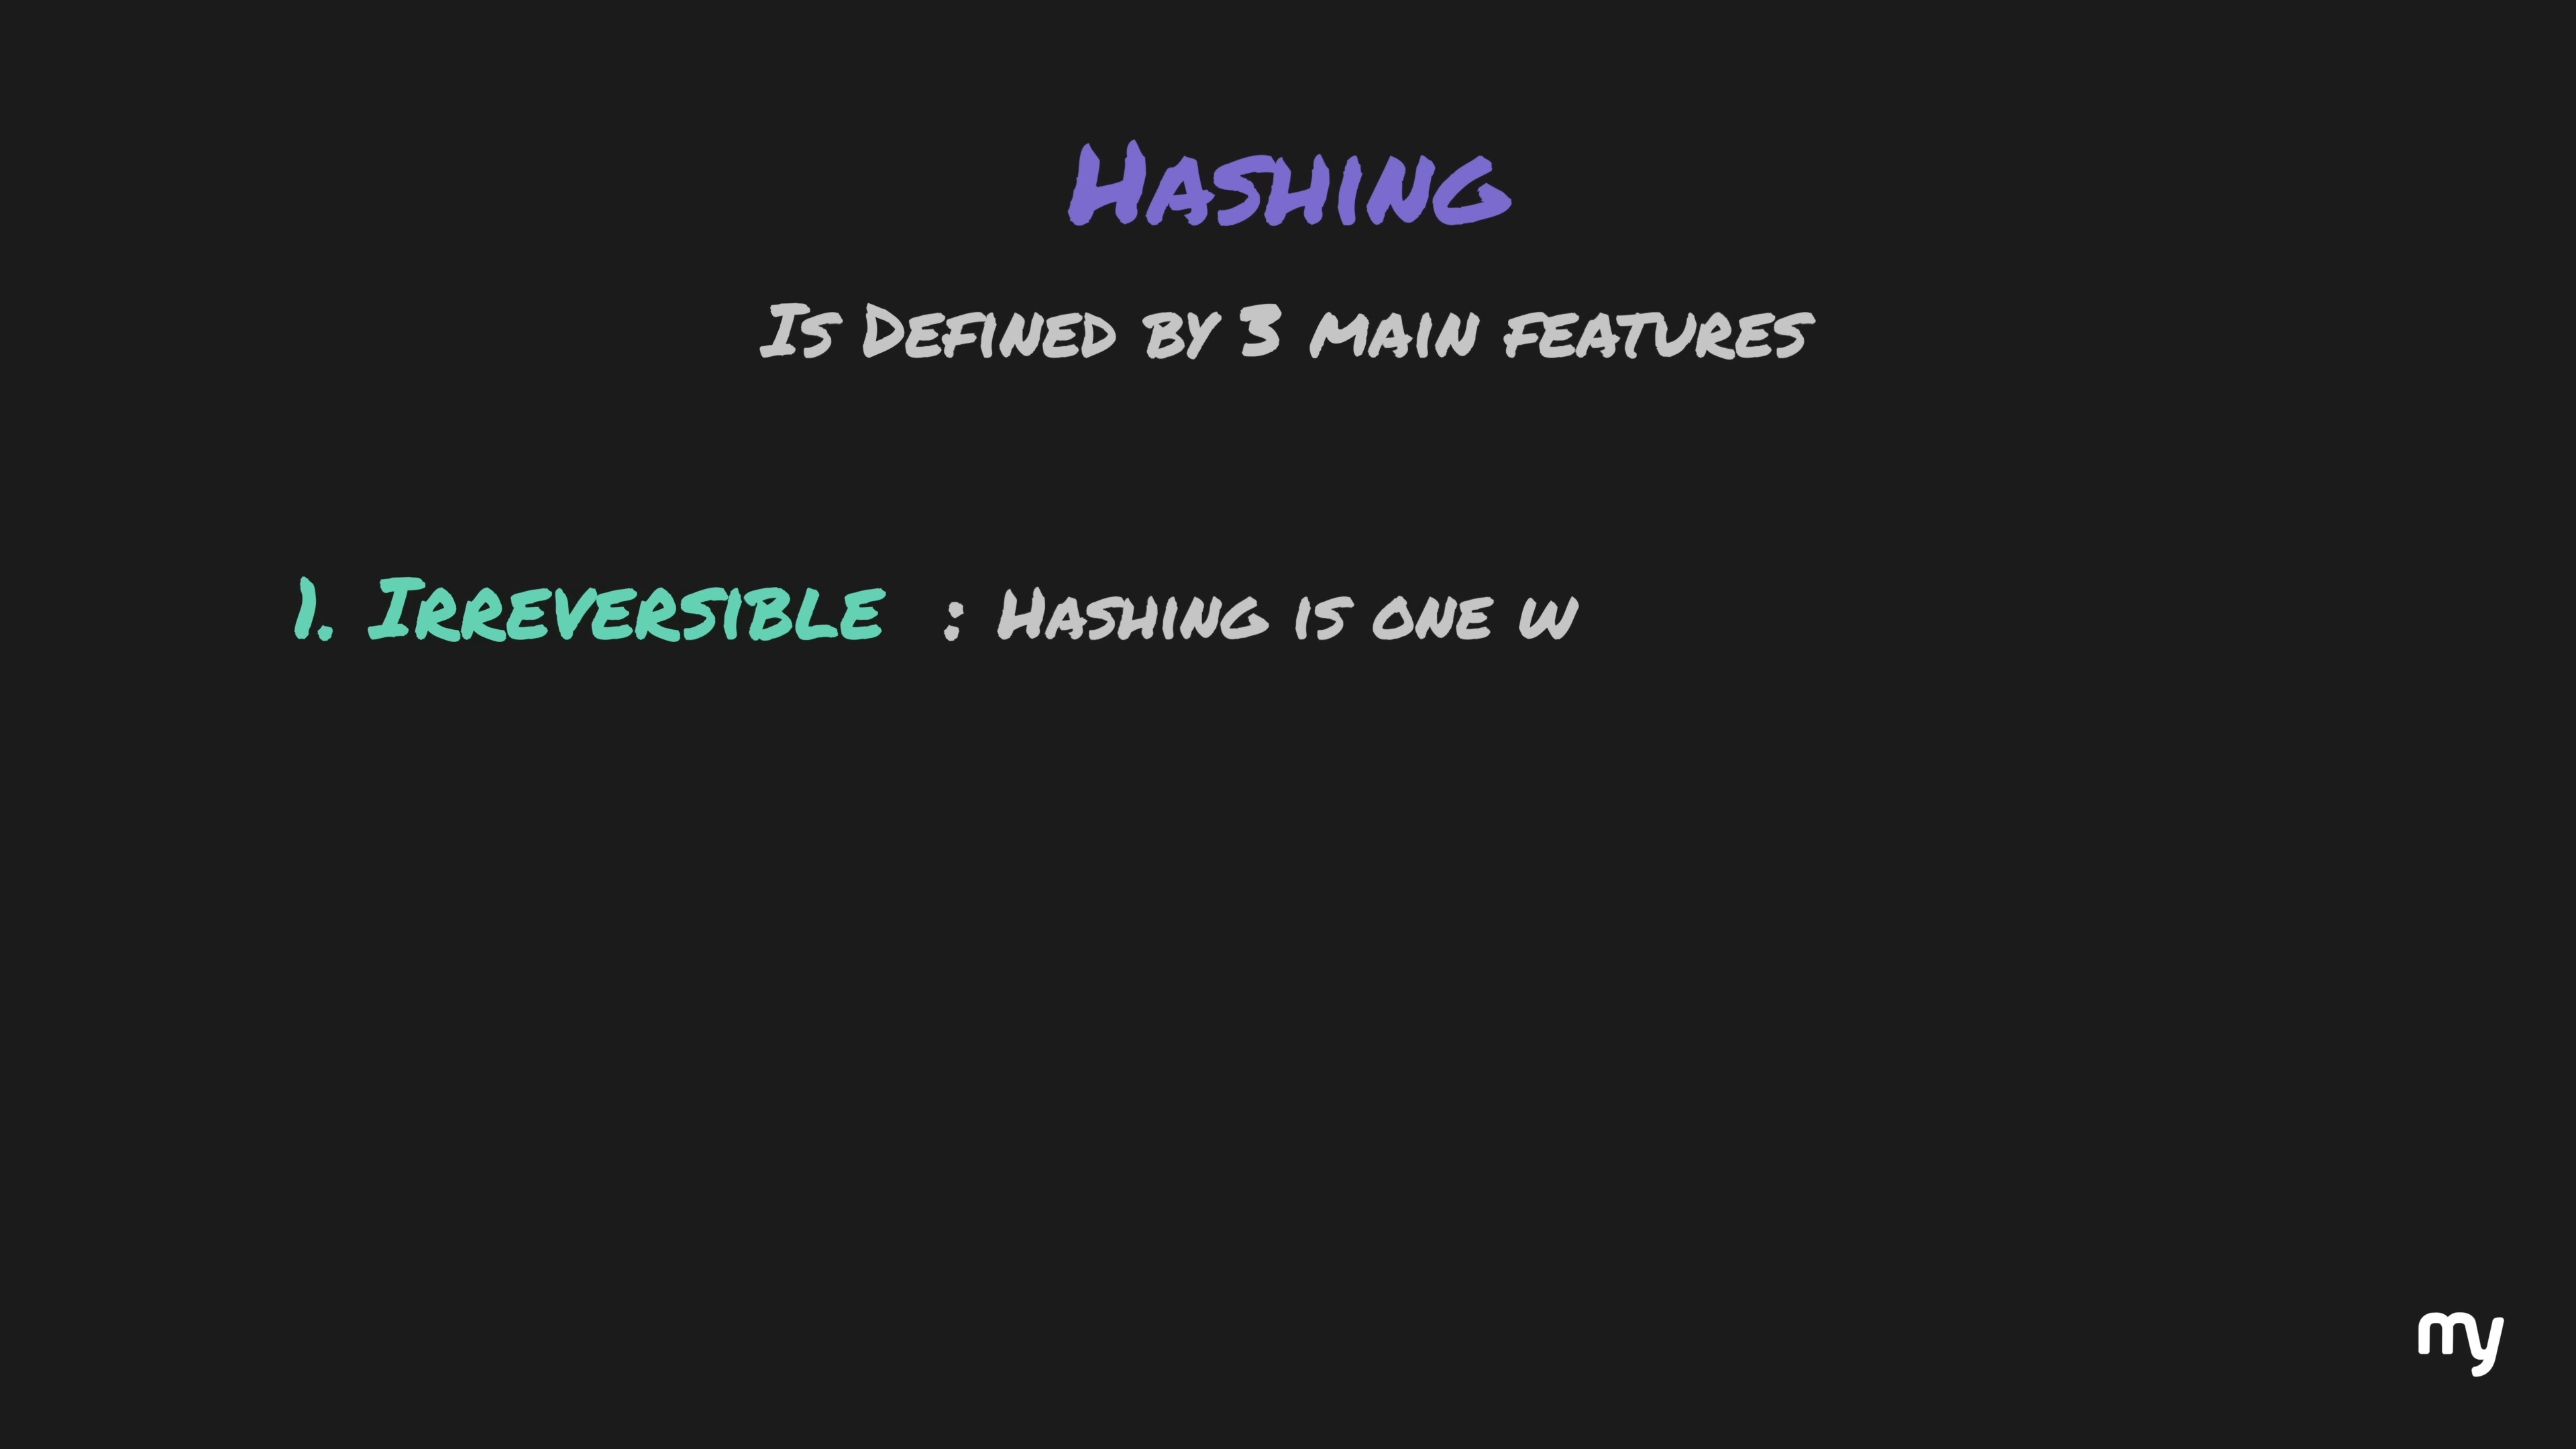 Hashing
Is Defined by 3 main features
1. Irreversible : Hashing is one w
my